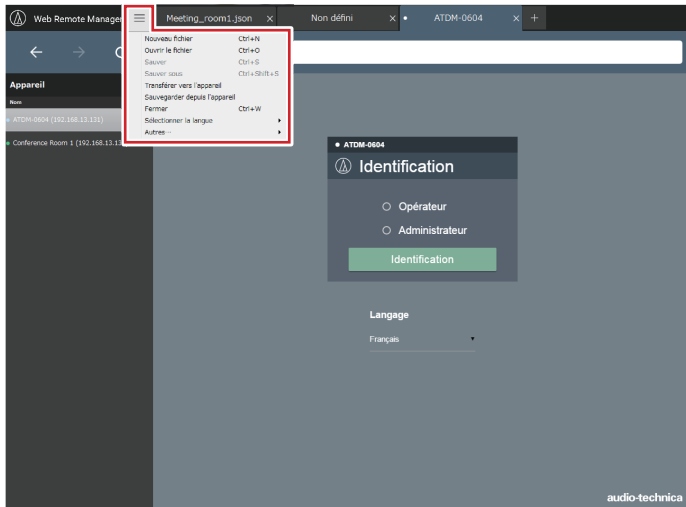 Web Remote Manager
Meeting_room1.json ×
Non défini ×
ATDM-0604 ×
+
Nouveau fichier Ctrl+N
Ouvrir le fichier Ctrl+O
Sauver Ctrl+S
Sauver sous Ctrl+Shift+S
Transférer vers l'appareil
Sauvegarder depuis l'appareil
Fermer Ctrl+W
Sélectionner la langue
Autres…
Appareil
Nom
ATDM-0604 (192.168.13.131)
Conference Room 1 (192.168.13.13
ATDM-0604
Identification
Opérateur
Administrateur
Identification
Langage
Français
audio-technica